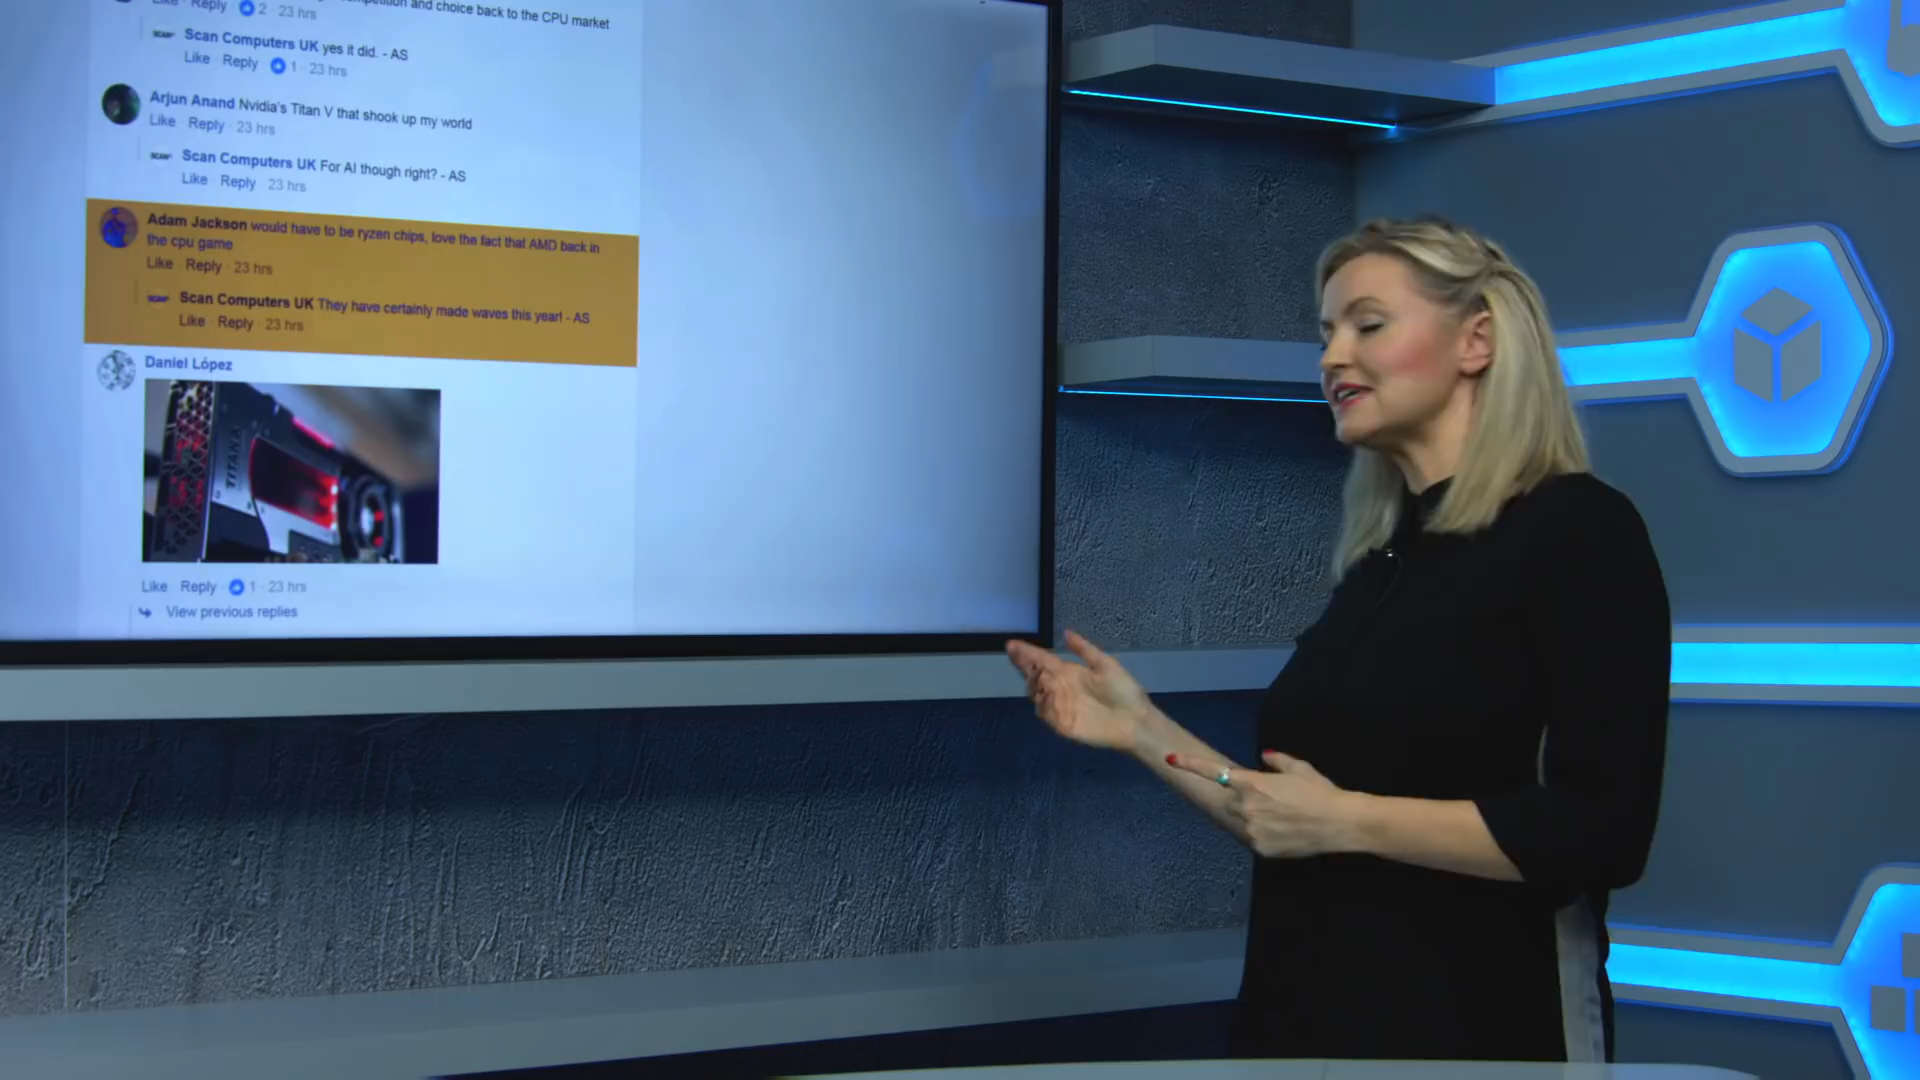 Like · Reply · 2 · 23 hrs
and choice back to the CPU market
Scan Computers UK yes it did. - AS
Like · Reply · 1 · 23 hrs
Arjun Anand Nvidia's Titan V that shook up my world
Like · Reply · 23 hrs
Scan Computers UK For AI though right? - AS
Like · Reply · 23 hrs
Adam Jackson would have to be ryzen chips, love the fact that AMD back in
the cpu game
Like · Reply · 23 hrs
Scan Computers UK They have certainly made waves this year! - AS
Like · Reply · 23 hrs
Daniel López
TITAN
Like · Reply · 1 · 23 hrs
View previous replies